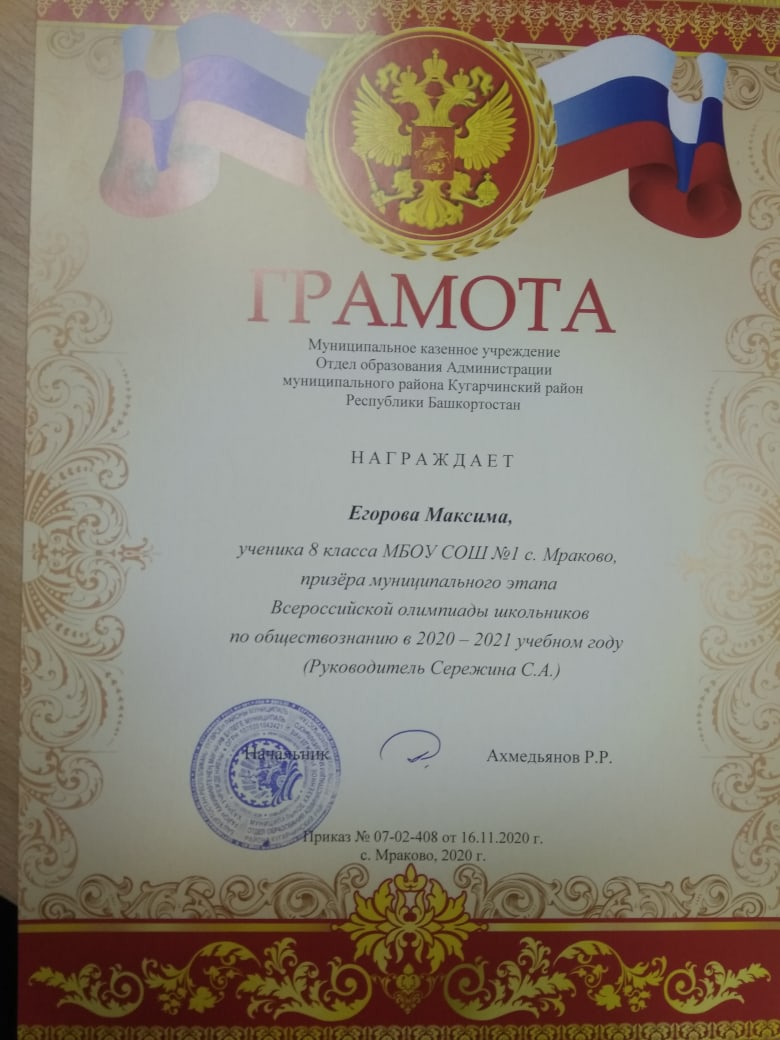 ГРАМОТА
Муниципальное казенное учреждение
Отдел образования Администрации
муниципального района Кугарчинский район
Республики Башкортостан
НАГРАЖДАЕТ
Егорова Максима,
ученика 8 класса МБОУ СОШ №1 с. Мраково,
призёра муниципального этапа
Всероссийской олимпиады школьников
по обществознанию в 2020 – 2021 учебном году
(Руководитель Сережина С.А.)
Начальник Ахмедьянов Р.Р.
Приказ № 07-02-408 от 16.11.2020 г.
с. Мраково, 2020 г.